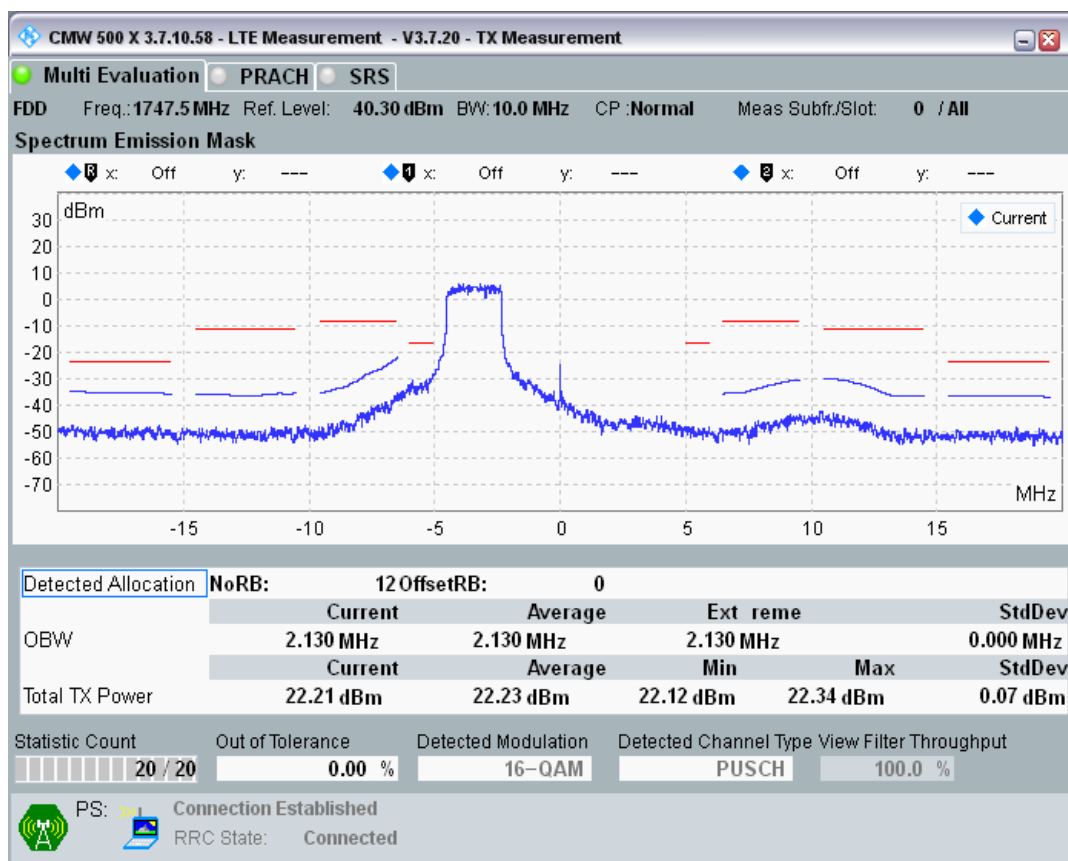 CMW 500 X 3.7.10.58 - LTE Measurement - V3.7.20 - TX Measurement
Multi Evaluation PRACH SRS
FDD Freg.: 1747.5 MHz Ref. Level: 40.30 dBm BW: 10.0 MHz CP :Normal Meas Subfr./Slot: 0 / All
Spectrum Emission Mask
R x: Off y: --- 1 x: Off y: --- 2 x: Off y: ---
dBm
Current
30
20
10
0
-10
-20
-30
-40
-50
-60
-70
MHz
-15 -10 -5 0 5 10 15
Detected Allocation NoRB: 12 OffsetRB: 0
Current Average Ext reme StdDev
OBW 2.130 MHz 2.130 MHz 2.130 MHz 0.000 MHz
Current Average Min Max StdDev
Total TX Power 22.21 dBm 22.23 dBm 22.12 dBm 22.34 dBm 0.07 dBm
Statistic Count Out of Tolerance Detected Modulation Detected Channel Type View Filter Throughput
20 / 20 0.00 % 16-QAM PUSCH 100.0 %
PS: Connection Established
RRC State: Connected